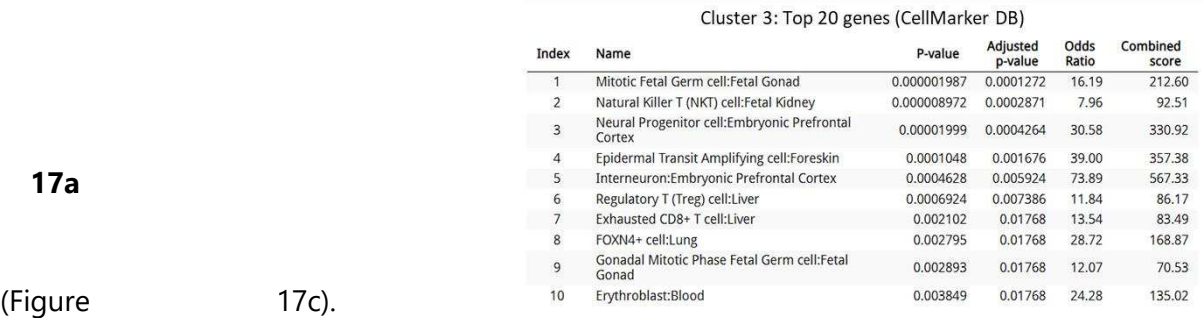 Cluster 3: Top 20 genes (CellMarker DB)
Index Name P-value Adjusted p-value Odds Ratio Combined score
1 Mitotic Fetal Germ cell:Fetal Gonad 0.000001987 0.0001272 16.19 212.60
2 Natural Killer T (NKT) cell:Fetal Kidney 0.000008972 0.0002871 7.96 92.51
3 Neural Progenitor cell:Embryonic Prefrontal Cortex 0.00001999 0.0004264 30.58 330.92
4 Epidermal Transit Amplifying cell:Foreskin 0.0001048 0.001676 39.00 357.38
17a
5 Interneuron:Embryonic Prefrontal Cortex 0.0004628 0.005924 73.89 567.33
6 Regulatory T (Treg) cell:Liver 0.0006924 0.007386 11.84 86.17
7 Exhausted CD8+ T cell:Liver 0.002102 0.01768 13.54 83.49
8 FOXN4+ cell:Lung 0.002795 0.01768 28.72 168.87
9 Gonadal Mitotic Phase Fetal Germ cell:Fetal Gonad 0.002893 0.01768 12.07 70.53
10 Erythroblast:Blood 0.003849 0.01768 24.28 135.02
(Figure 17c).